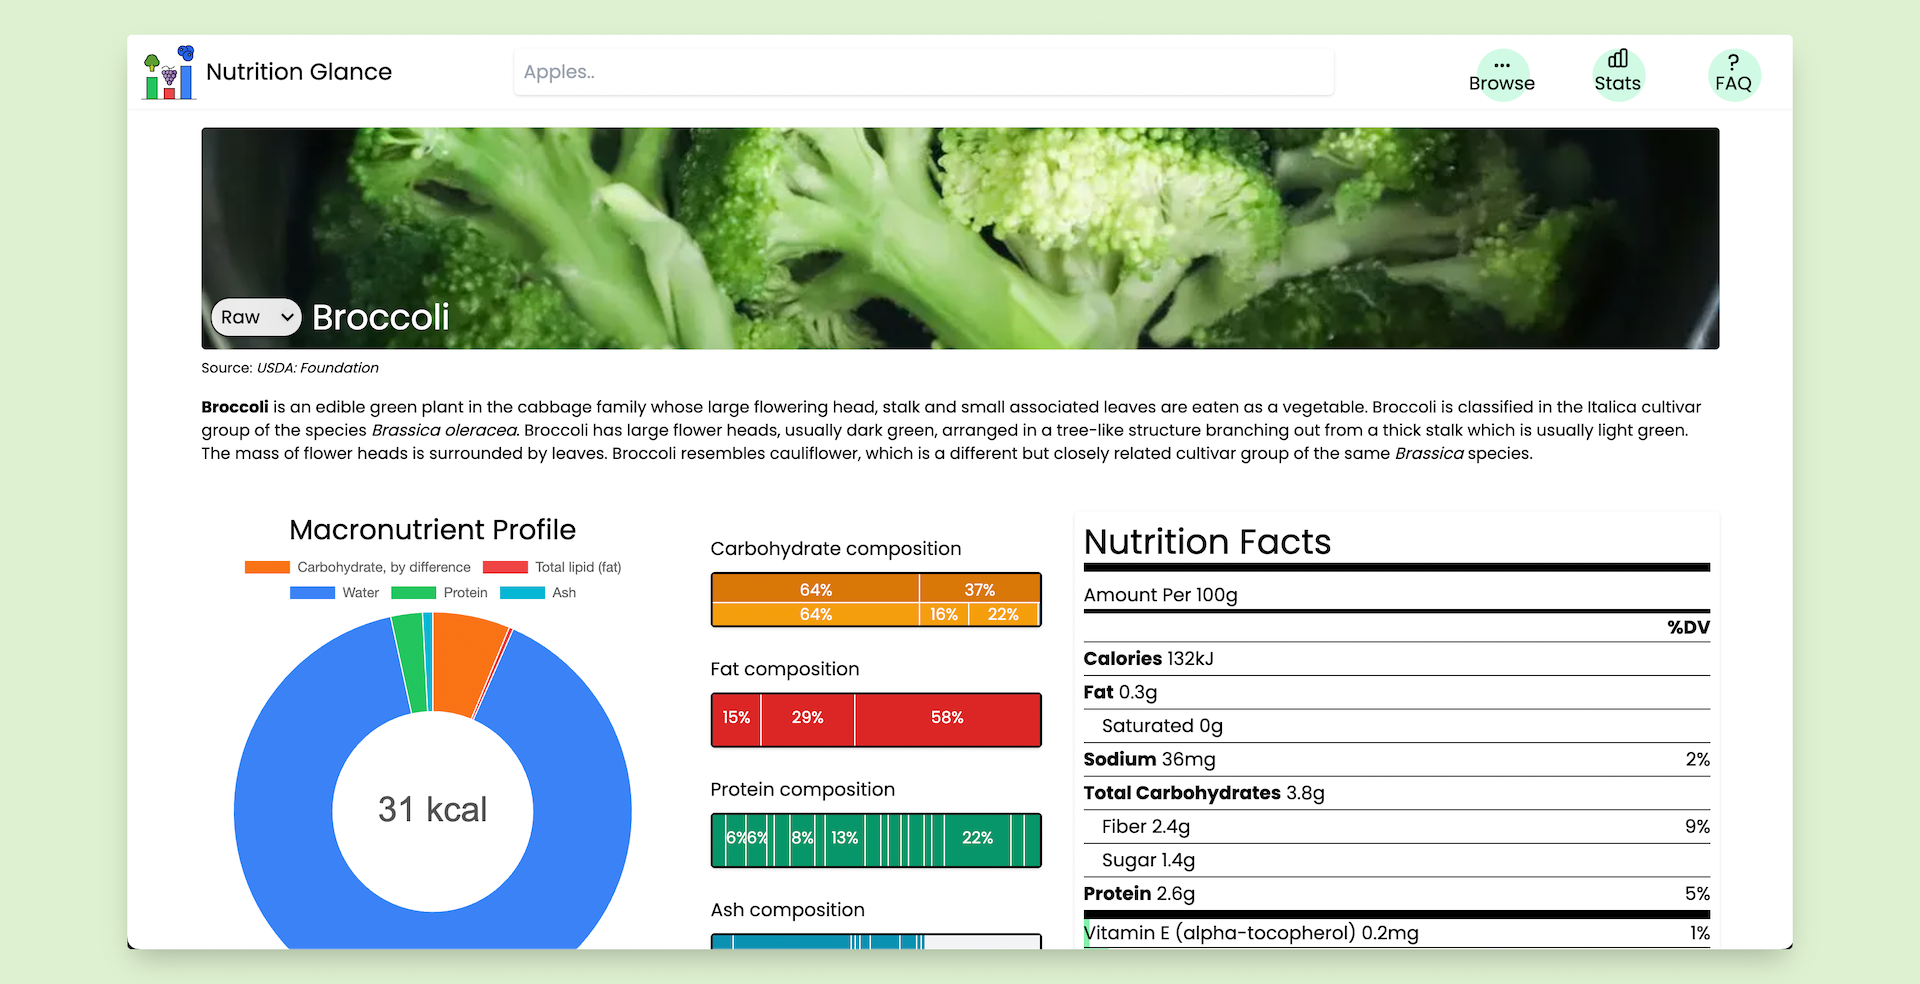 Nutrition Glance
Apples..
Browse
Stats
?
FAQ
Raw
Broccoli
Source: USDA: Foundation
Broccoli is an edible green plant in the cabbage family whose large flowering head, stalk and small associated leaves are eaten as a vegetable. Broccoli is classified in the Italica cultivar
group of the species Brassica oleracea. Broccoli has large flower heads, usually dark green, arranged in a tree-like structure branching out from a thick stalk which is usually light green.
The mass of flower heads is surrounded by leaves. Broccoli resembles cauliflower, which is a different but closely related cultivar group of the same Brassica species.
Macronutrient Profile
Carbohydrate, by difference Total lipid (fat)
Water Protein Ash
31 kcal
Carbohydrate composition
64% 37%
64% 16% 22%
Fat composition
15% 29% 58%
Protein composition
6% 6% 8% 13% 22%
Ash composition
Nutrition Facts
Amount Per 100g
%DV
Calories 132kJ
Fat 0.3g
Saturated 0g
Sodium 36mg 2%
Total Carbohydrates 3.8g
Fiber 2.4g 9%
Sugar 1.4g
Protein 2.6g 5%
Vitamin E (alpha-tocopherol) 0.2mg 1%